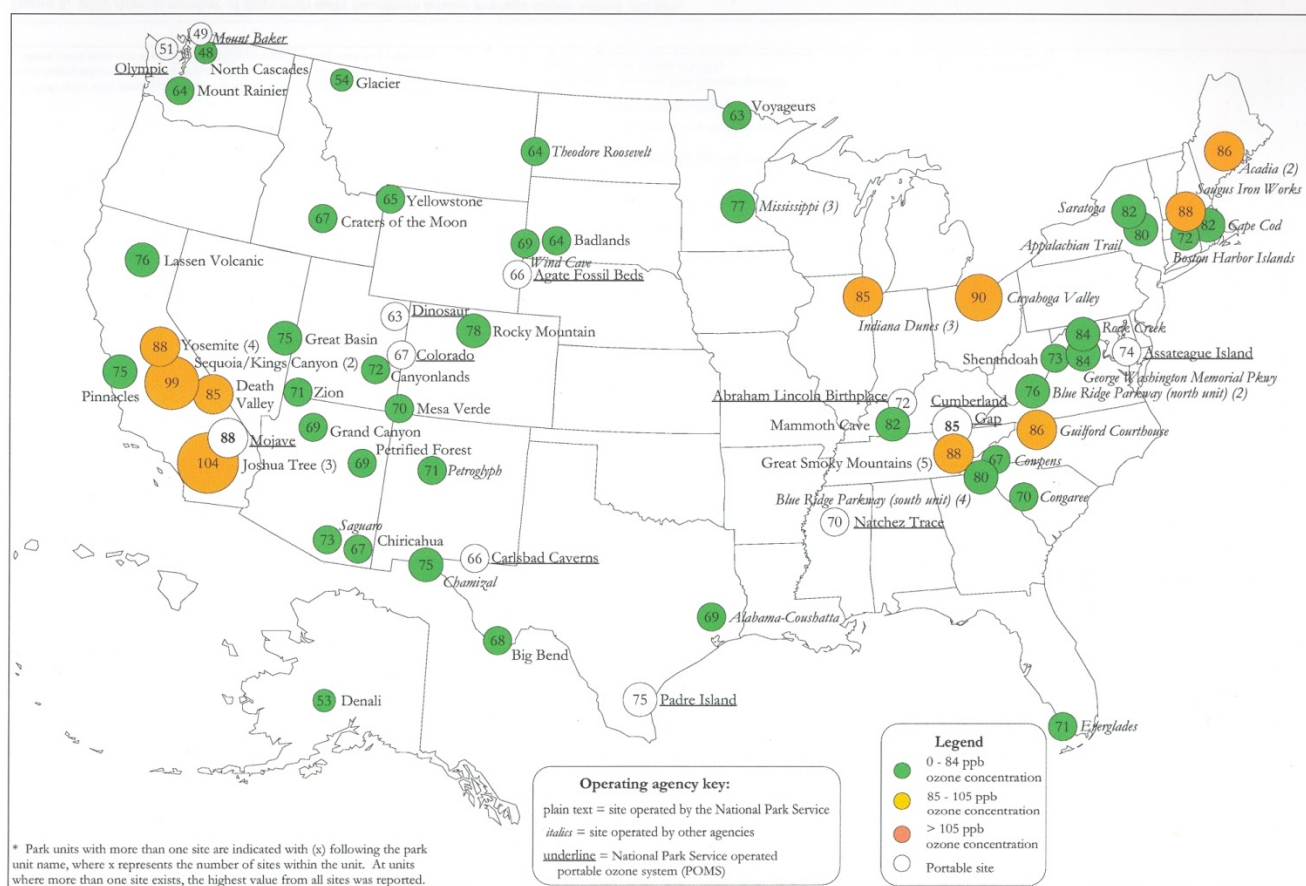 49
Mount Baker
51
48
Olympic
North Cascades
64
Mount Rainier
54
Glacier
63
Voyageurs
64
Theodore Roosevelt
86
Acadia (2)
65
Yellowstone
67
Craters of the Moon
77
Mississippi (3)
Saugus Iron Works
88
Saratoga
82
82
Cape Cod
80
72
Appalachian Trail
Boston Harbor Islands
76
Lassen Volcanic
69
64
Badlands
Wind Cave
66
Agate Fossil Beds
85
Indiana Dunes (3)
90
Cuyahoga Valley
63
Dinosaur
78
Rocky Mountain
88
Yosemite (4)
75
Great Basin
67
Colorado
Sequoia/Kings Canyon (2)
99
72
Canyonlands
75
Pinnacles
85
Death
Valley
71
Zion
70
Mesa Verde
84
Rock Creek
Shenandoah
73
84
74
Assateague Island
George Washington Memorial Pkwy
76
Blue Ridge Parkway (north unit) (2)
Abraham Lincoln Birthplace
72
Cumberland
Gap
85
Mammoth Cave
82
69
Grand Canyon
88
Mojave
104
Joshua Tree (3)
Petrified Forest
69
71
Petroglyph
86
Guilford Courthouse
Great Smoky Mountains (5)
88
67
Cowpens
80
Blue Ridge Parkway (south unit) (4)
70
Congaree
70
Natchez Trace
Saguaro
73
67
Chiricahua
75
Chamizal
66
Carlsbad Caverns
69
Alabama-Coushatta
68
Big Bend
53
Denali
75
Padre Island
71
Everglades
Operating agency key:
plain text = site operated by the National Park Service
italics = site operated by other agencies
underline = National Park Service operated
portable ozone system (POMS)
Legend
0 - 84 ppb
ozone concentration
85 - 105 ppb
ozone concentration
> 105 ppb
ozone concentration
Portable site
* Park units with more than one site are indicated with (x) following the park
unit name, where x represents the number of sites within the unit. At units
where more than one site exists, the highest value from all sites was reported.